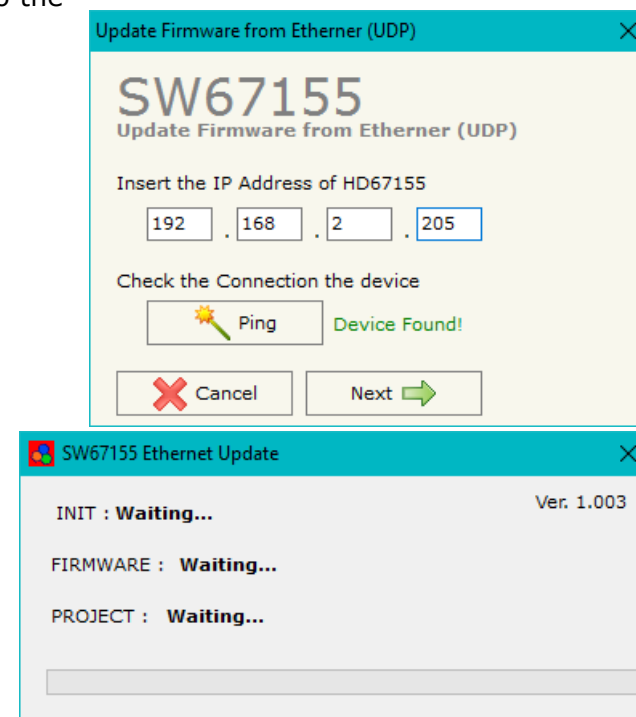 the
Update Firmware from Etherner (UDP)
SW67155
Update Firmware from Etherner (UDP)
Insert the IP Address of HD67155
192 . 168 . 2 . 205
Check the Connection the device
Ping Device Found!
Cancel Next
SW67155 Ethernet Update
INIT : Waiting... Ver. 1.003
FIRMWARE : Waiting...
PROJECT : Waiting...